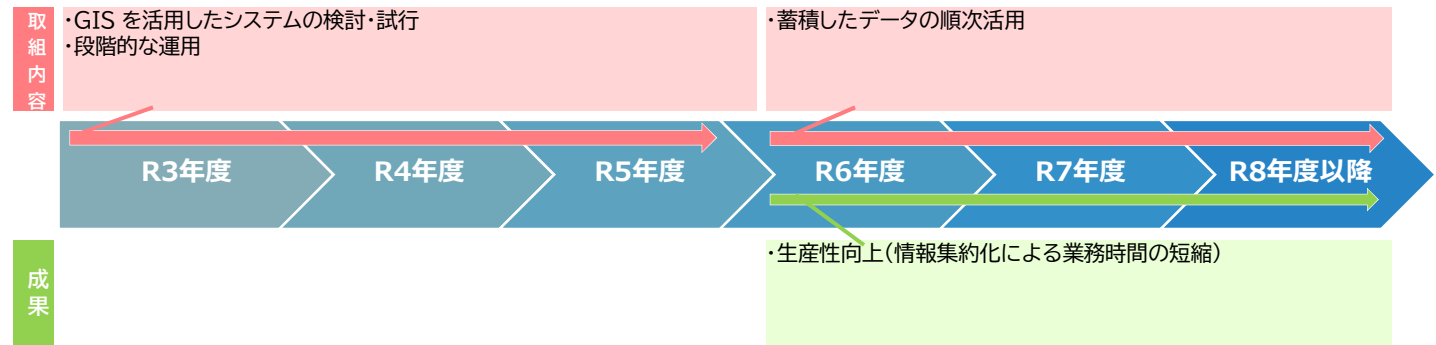 取組内容
・GIS を活用したシステムの検討・試行
・段階的な運用
・蓄積したデータの順次活用
R3年度
R4年度
R5年度
R6年度
R7年度
R8年度以降
成果
・生産性向上（情報集約化による業務時間の短縮）